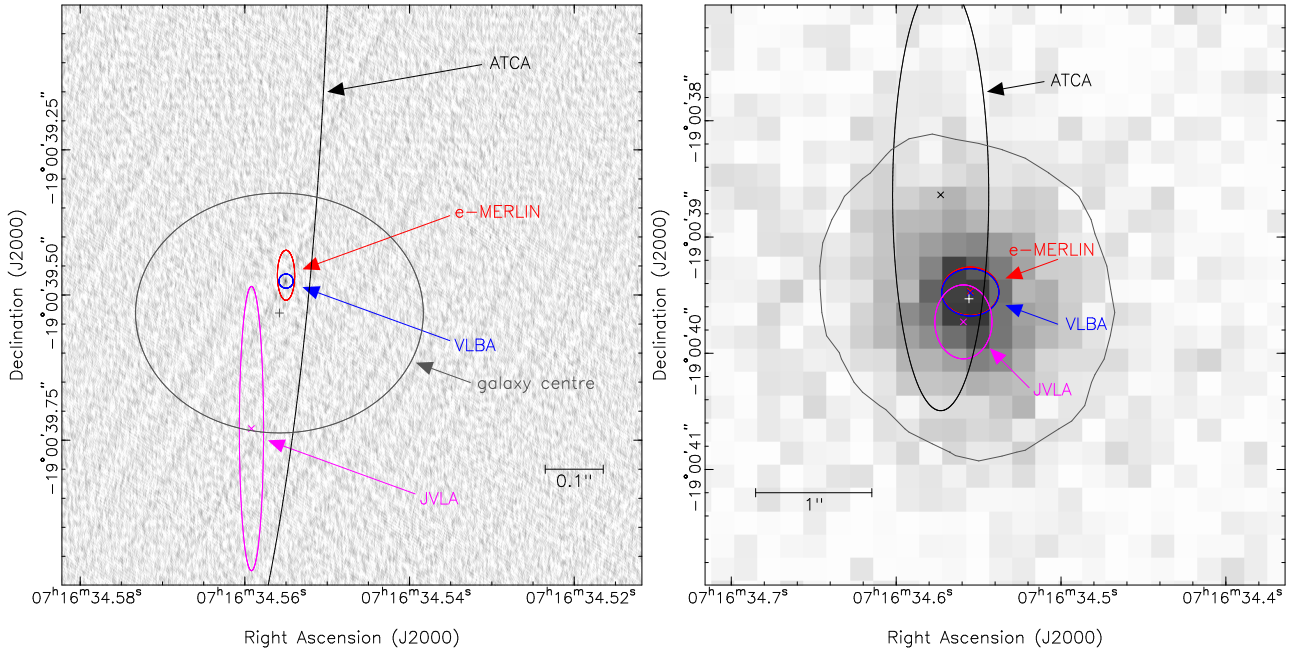 ATCA
e-MERLIN
VLBA
galaxy centre
JVLA
0.1"
-19°00'39.25"
-19°00'39.50"
-19°00'39.75"
Declination (J2000)
07ʰ16ᵐ34.58ˢ
07ʰ16ᵐ34.56ˢ
07ʰ16ᵐ34.54ˢ
07ʰ16ᵐ34.52ˢ
Right Ascension (J2000)
ATCA
e-MERLIN
VLBA
JVLA
1"
-19°00'38"
-19°00'39"
-19°00'40"
-19°00'41"
Declination (J2000)
07ʰ16ᵐ34.7ˢ
07ʰ16ᵐ34.6ˢ
07ʰ16ᵐ34.5ˢ
07ʰ16ᵐ34.4ˢ
Right Ascension (J2000)